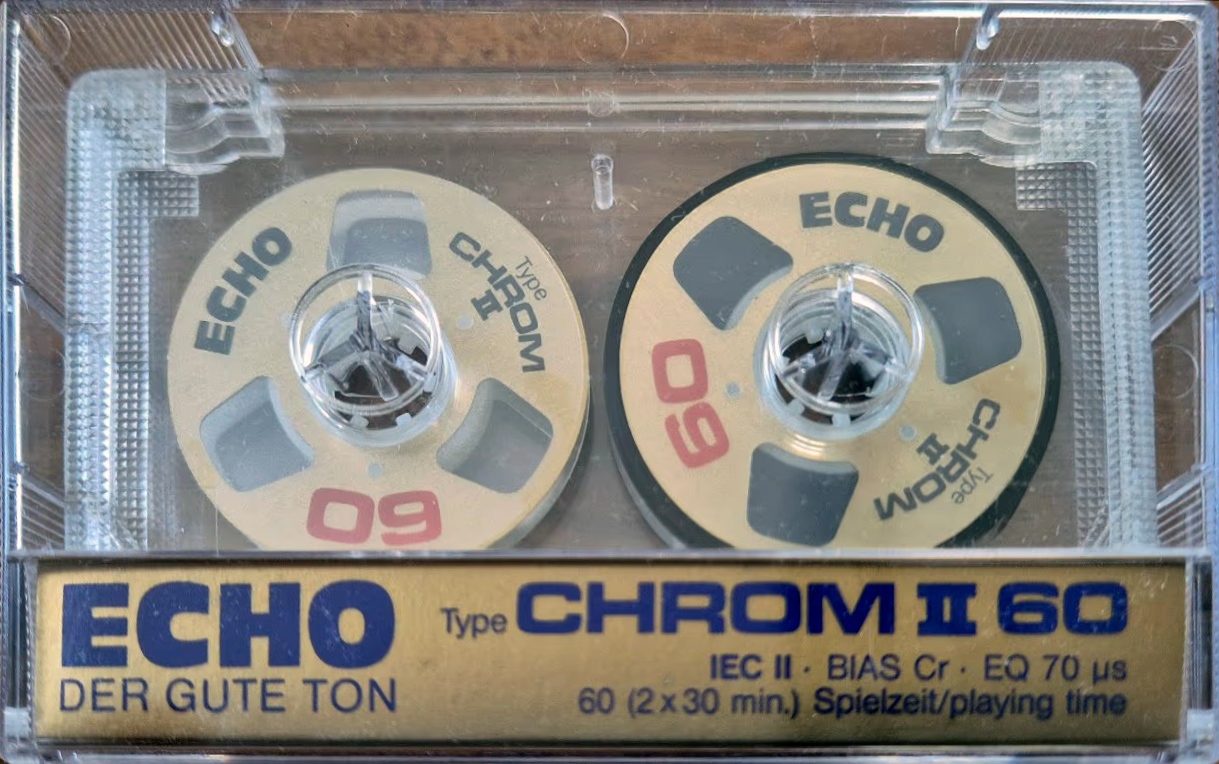 ECHO
Type
CHROM
II
60
ECHO
60
Type
CHROM
II
ECHO Type CHROM II 60
DER GUTE TON
IEC II · BIAS Cr · EQ 70 µs
60 (2 x 30 min.) Spielzeit/playing time